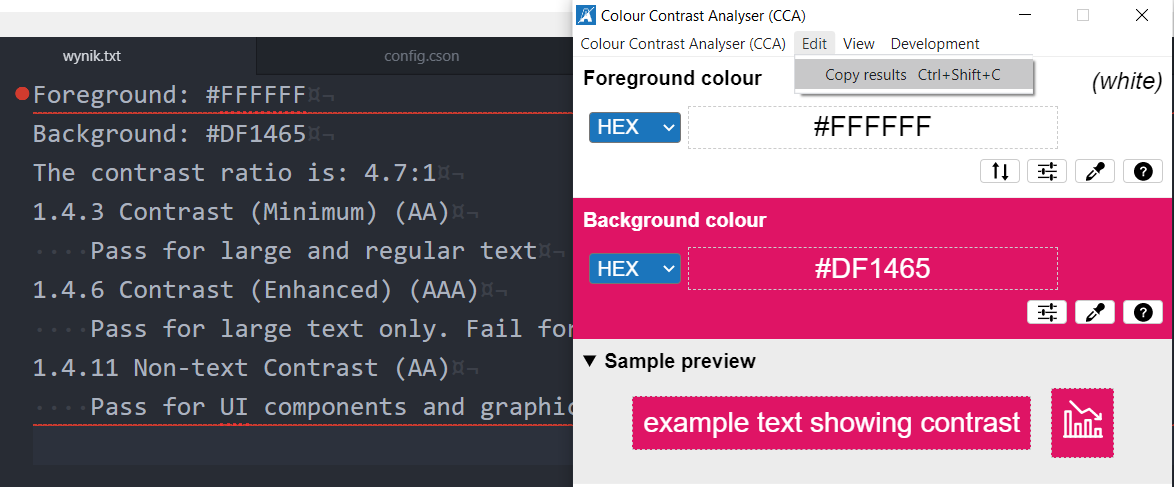 wynik.txt
config.cson
Foreground: #FFFFFF¤¬
Background: #DF1465¤¬
The contrast ratio is: 4.7:1¤¬
1.4.3 Contrast (Minimum) (AA)¤¬
····Pass for large and regular text¤¬
1.4.6 Contrast (Enhanced) (AAA)¤¬
····Pass for large text only. Fail for
1.4.11 Non-text Contrast (AA)¤¬
····Pass for UI components and graphic
Colour Contrast Analyser (CCA)
Colour Contrast Analyser (CCA) Edit View Development
Copy results Ctrl+Shift+C
Foreground colour
(white)
HEX
#FFFFFF
?
Background colour
HEX
#DF1465
?
▼ Sample preview
example text showing contrast